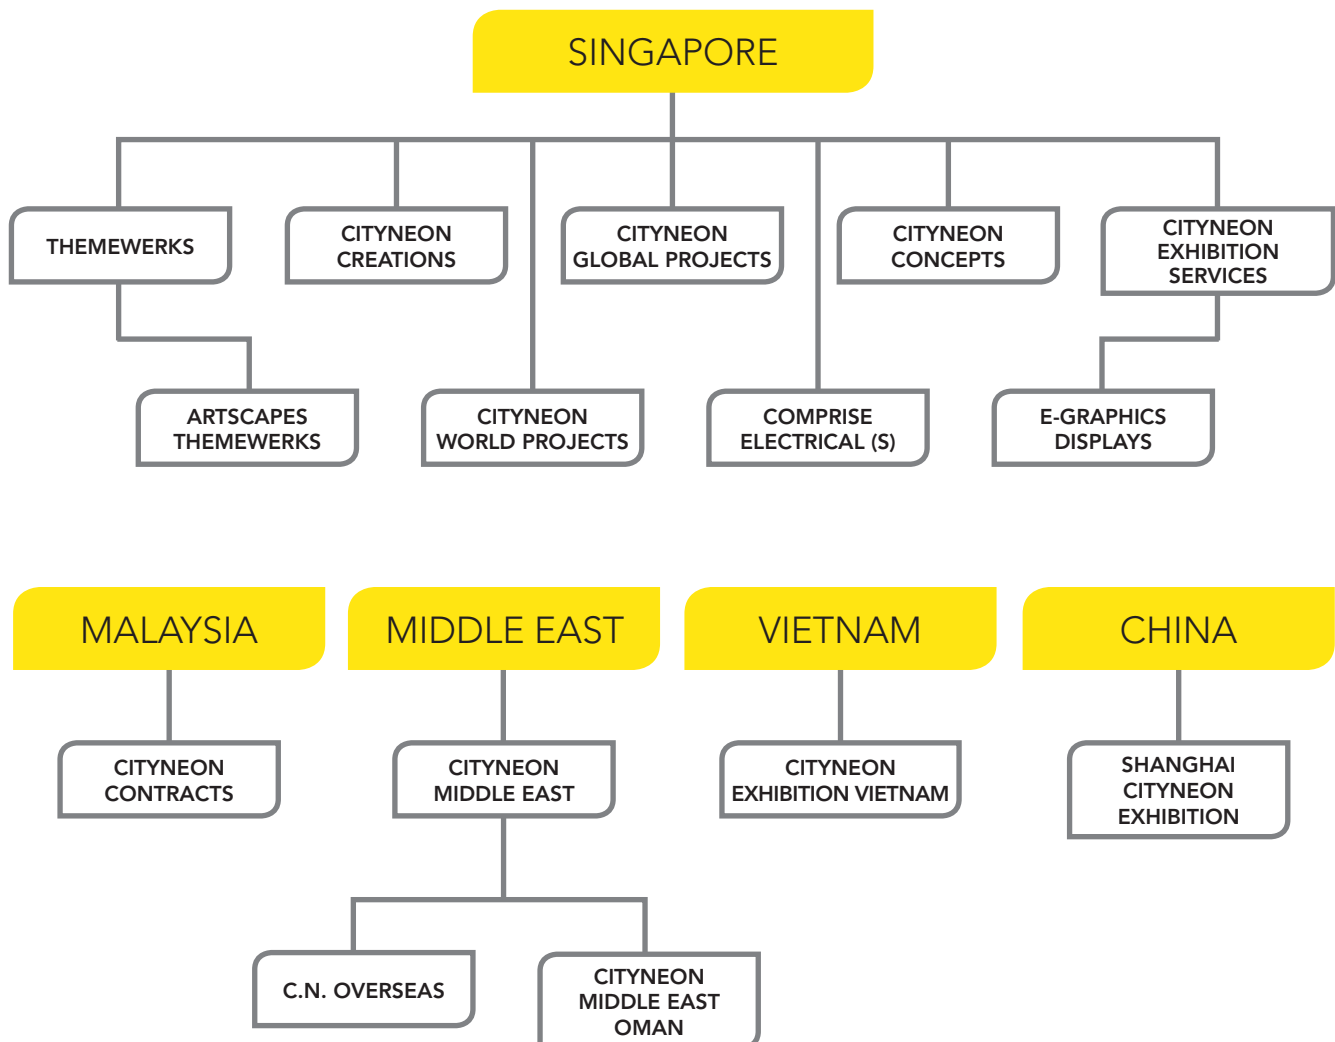 SINGAPORE
THEMEWERKS
CITYNEON
CREATIONS
CITYNEON
GLOBAL PROJECTS
CITYNEON
CONCEPTS
CITYNEON
EXHIBITION
SERVICES
ARTSCAPES
THEMEWERKS
CITYNEON
WORLD PROJECTS
COMPRISE
ELECTRICAL (S)
E-GRAPHICS
DISPLAYS
MALAYSIA
MIDDLE EAST
VIETNAM
CHINA
CITYNEON
CONTRACTS
CITYNEON
MIDDLE EAST
CITYNEON
EXHIBITION VIETNAM
SHANGHAI
CITYNEON
EXHIBITION
C.N. OVERSEAS
CITYNEON
MIDDLE EAST
OMAN